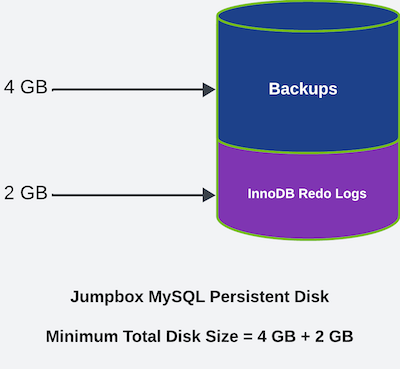 4 GB
Backups
2 GB
InnoDB Redo Logs
Jumpbox MySQL Persistent Disk
Minimum Total Disk Size = 4 GB + 2 GB